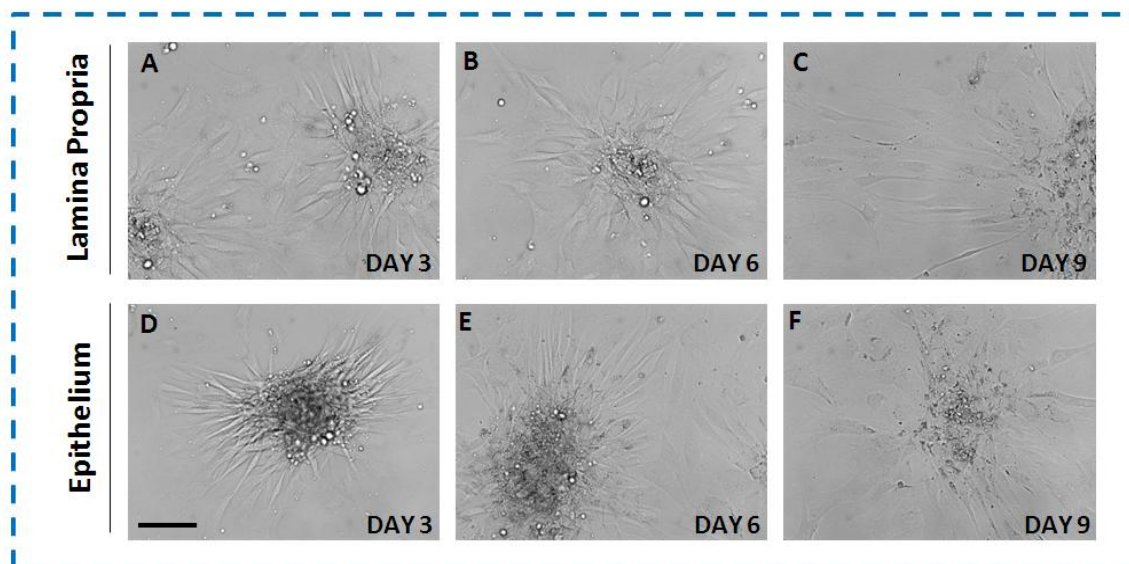 Lamina Propria
A
DAY 3
B
DAY 6
C
DAY 9
Epithelium
D
DAY 3
E
DAY 6
F
DAY 9